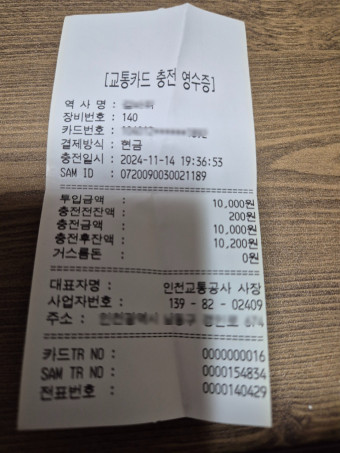 [교통카드 충전 영수증]
역 사 명 :
장비번호 : 140
카드번호 :
결제방식 : 현금
충전일시 : 2024-11-14 19:36:53
SAM ID : 0720090030021189
투입금액 : 10,000원
충전전잔액 : 200원
충전금액 : 10,000원
충전후잔액 : 10,200원
거스름돈 : 0원
대표자명 : 인천교통공사 사장
사업자번호 : 139 - 82 - 02409
주소 : 인천광역시 남동구 경인로 674
카드TR NO : 0000000016
SAM TR NO : 0000154834
전표번호 : 0000140429